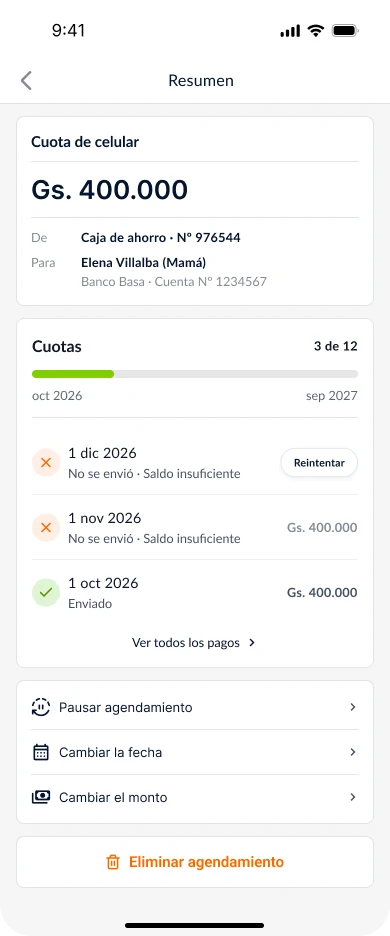 9:41
Resumen
Cuota de celular
Gs. 400.000
De Caja de ahorro · N° 976544
Para Elena Villalba (Mamá)
Banco Basa · Cuenta N° 1234567
Cuotas 3 de 12
oct 2026 sep 2027
1 dic 2026
No se envió · Saldo insuficiente
Reintentar
1 nov 2026
No se envió · Saldo insuficiente
Gs. 400.000
1 oct 2026
Enviado
Gs. 400.000
Ver todos los pagos
Pausar agendamiento
Cambiar la fecha
Cambiar el monto
Eliminar agendamiento